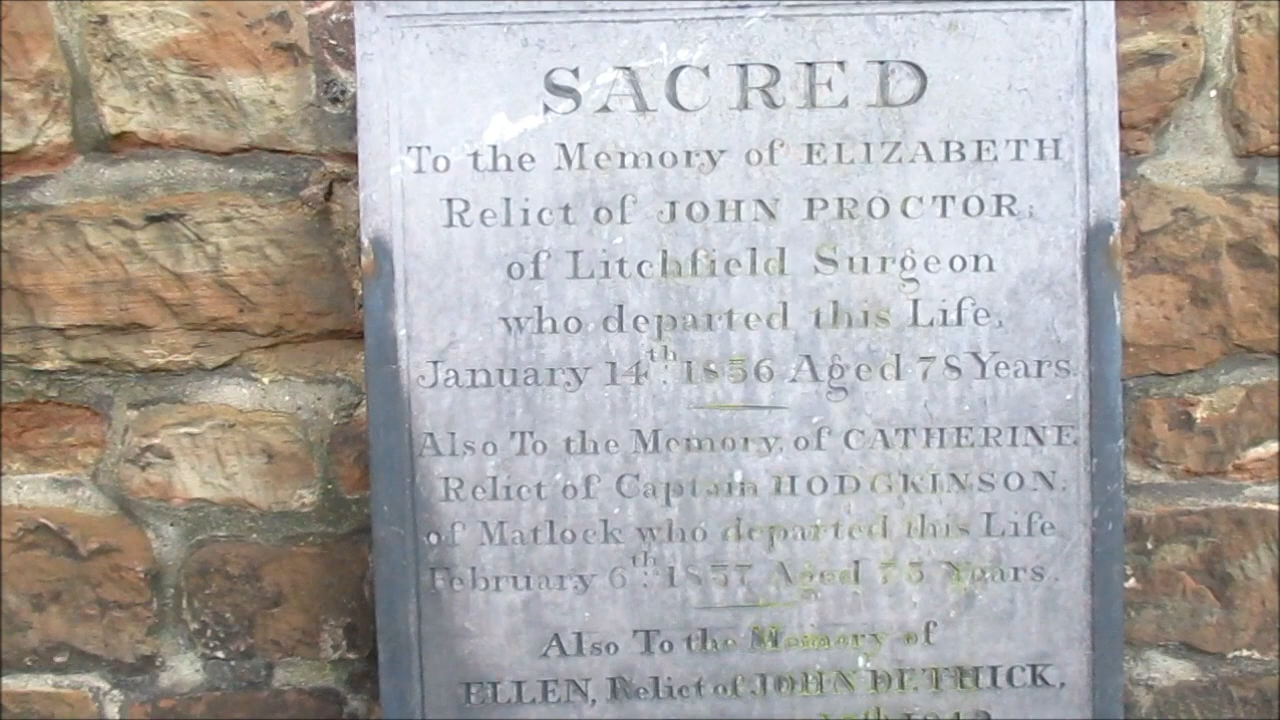 SACRED
To the Memory of ELIZABETH
Relict of JOHN PROCTOR;
of Litchfield Surgeon
who departed this Life,
January 14th 1836 Aged 78 Years
Also To the Memory, of CATHERINE
Relict of Captain HODGKINSON.
of Matlock who departed this Life
February 6th 1837 Aged 75 Years.
Also To the Memory of
ELLEN, Relict of JOHN DETHICK,